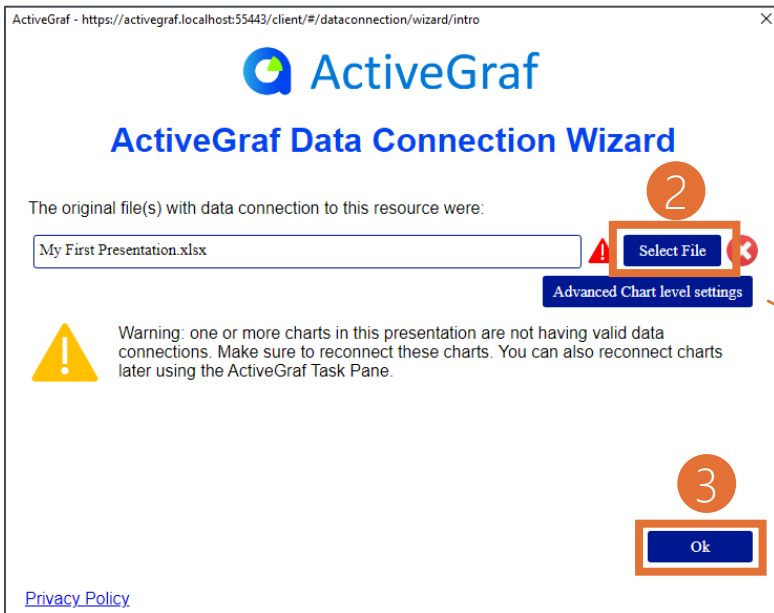 ActiveGraf - https://activegraf.localhost:55443/client/#/dataconnection/wizard/intro
ActiveGraf
ActiveGraf Data Connection Wizard
2
The original file(s) with data connection to this resource were:
My First Presentation.xlsx
Select File
Advanced Chart level settings
Warning: one or more charts in this presentation are not having valid data
connections. Make sure to reconnect these charts. You can also reconnect charts
later using the ActiveGraf Task Pane.
3
Ok
Privacy Policy